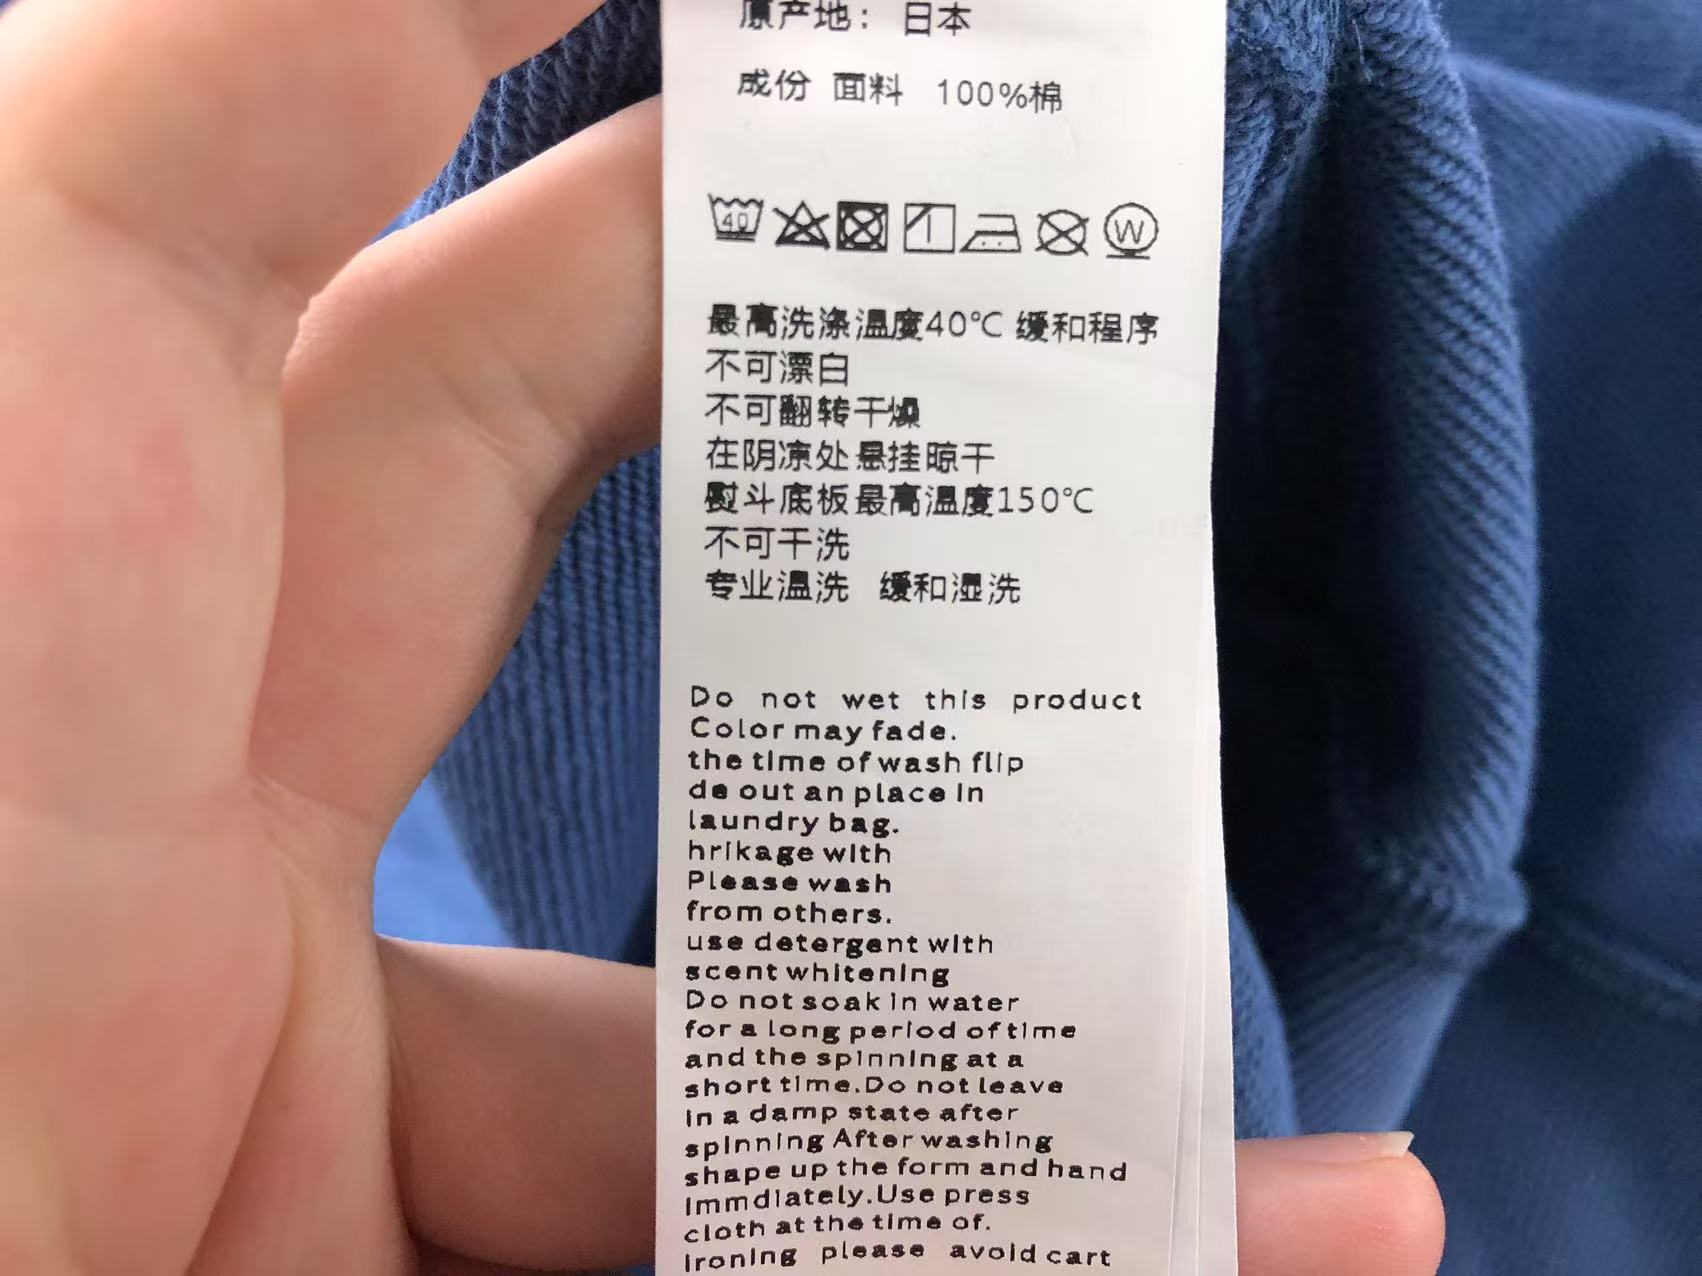 原产地: 日本
成份 面料 100%棉
40 W
最高洗涤温度40℃ 缓和程序
不可漂白
不可翻转干燥
在阴凉处悬挂晾干
熨斗底板最高温度150℃
不可干洗
专业温洗 缓和湿洗
Do not wet this product
Color may fade.
the time of wash flip
de out an place in
laundry bag.
hrikage with
Please wash
from others.
use detergent with
scent whitening
Do not soak in water
for a long period of time
and the spinning at a
short time.Do not leave
in a damp state after
spinning After washing
shape up the form and hand
immdiately.Use press
cloth at the time of.
ironing please avoid cart